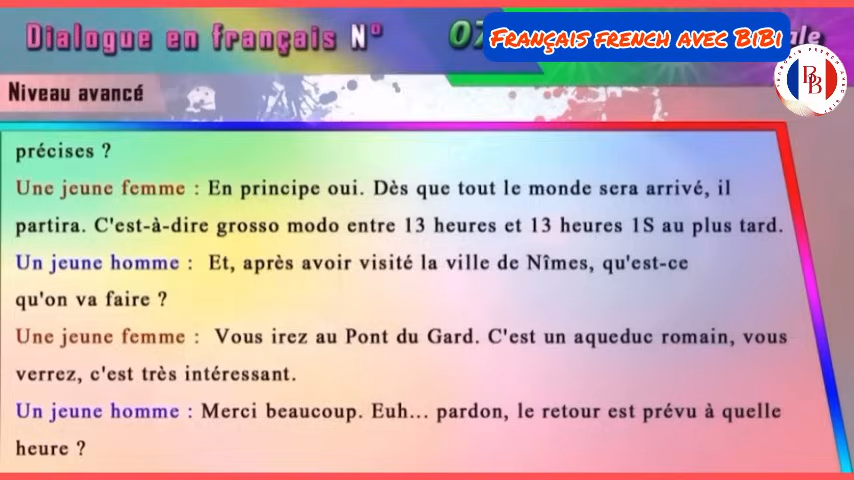 Dialogue en français N° 07
Français french avec BiBi
ale
Niveau avancé
BB
précises ?
Une jeune femme : En principe oui. Dès que tout le monde sera arrivé, il
partira. C'est-à-dire grosso modo entre 13 heures et 13 heures 1S au plus tard.
Un jeune homme : Et, après avoir visité la ville de Nîmes, qu'est-ce
qu'on va faire ?
Une jeune femme : Vous irez au Pont du Gard. C'est un aqueduc romain, vous
verrez, c'est très intéressant.
Un jeune homme : Merci beaucoup. Euh... pardon, le retour est prévu à quelle
heure ?